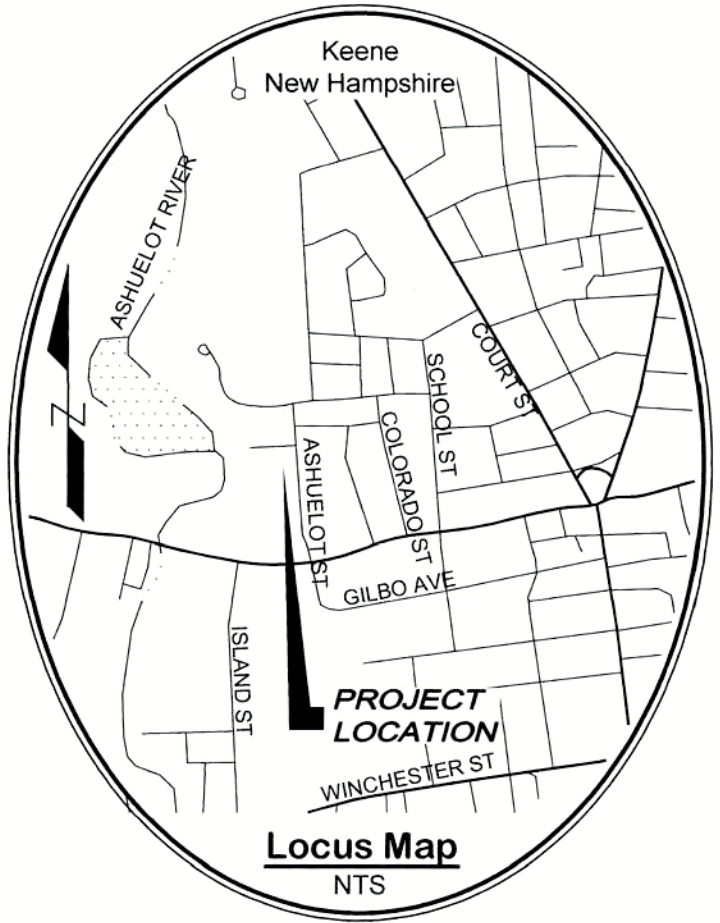 Keene
New Hampshire
ASHUELOT RIVER
COURT ST
SCHOOL ST
COLORADO ST
ASHUELOT ST
GILBO AVE
ISLAND ST
PROJECT
LOCATION
WINCHESTER ST
Locus Map
NTS